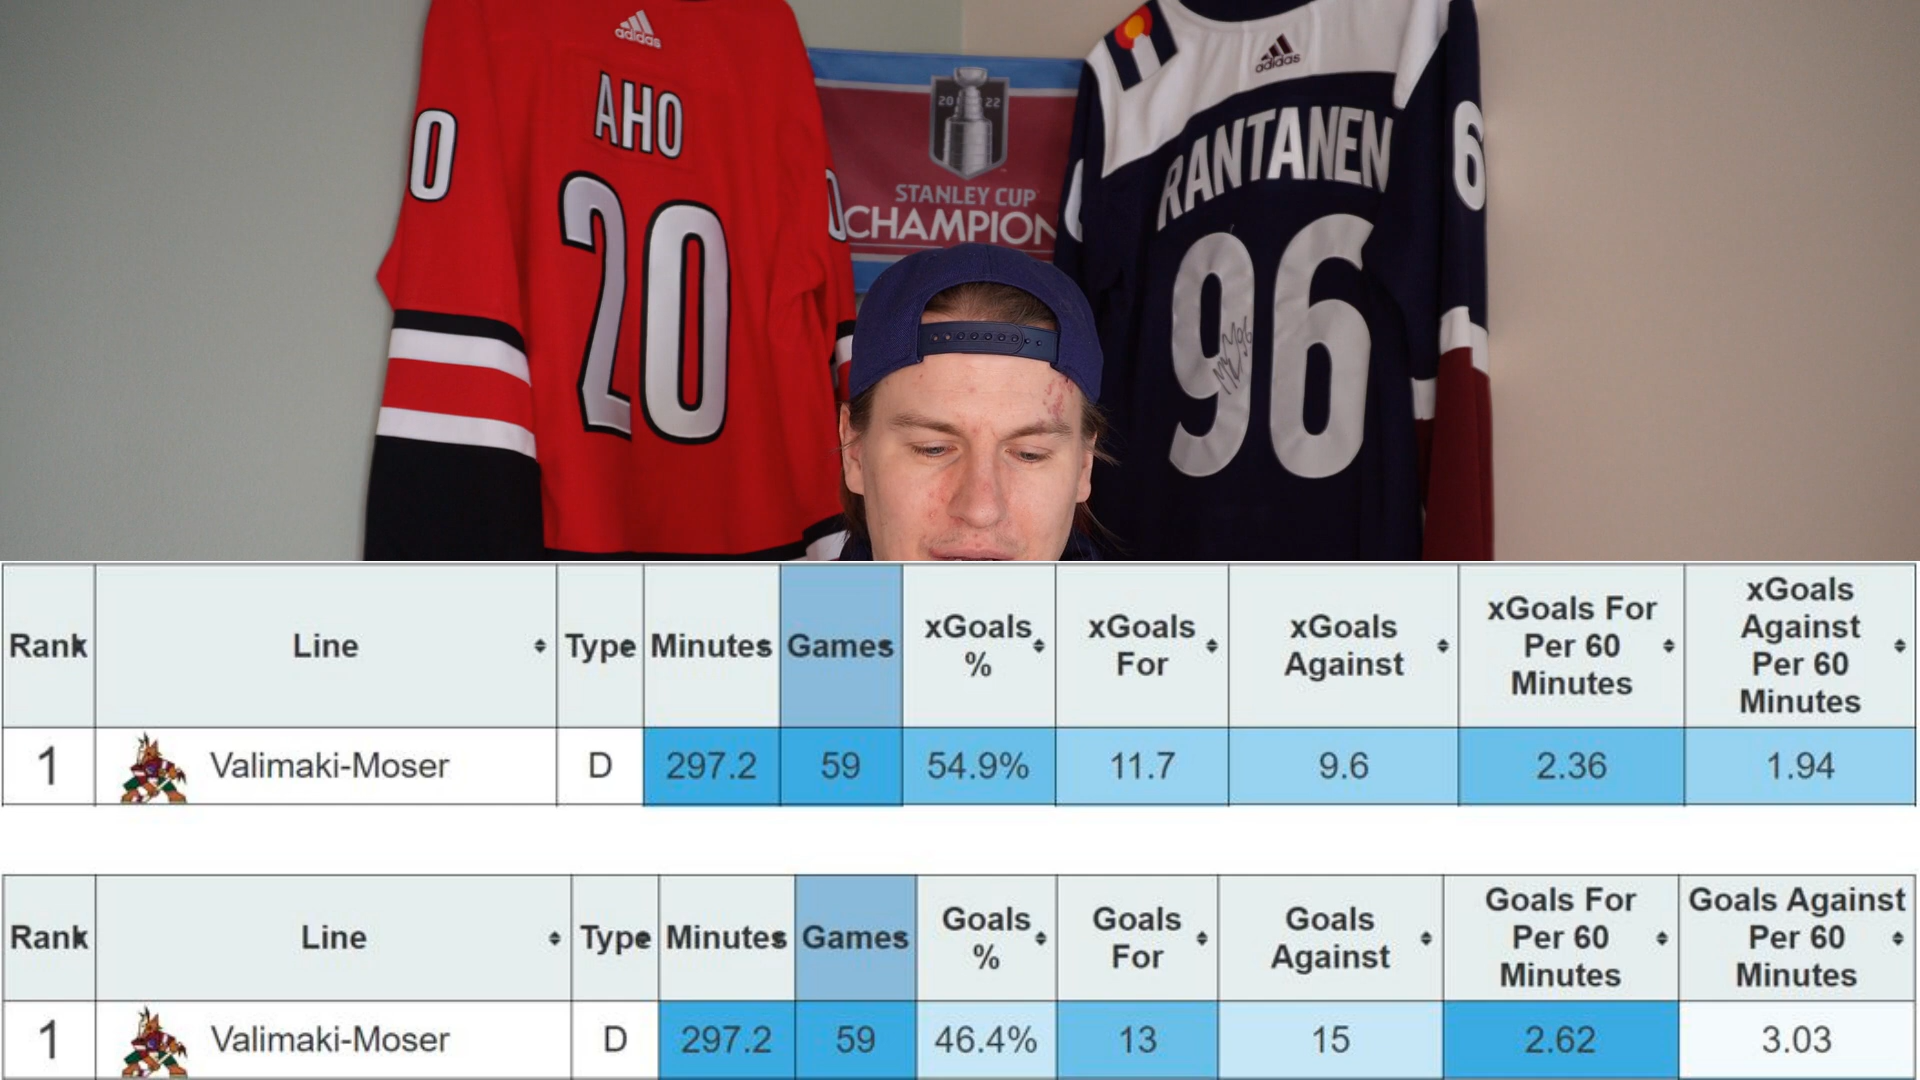 adidas
AHO
20
0
adidas
RANTANEN
96
6
2022
STANLEY CUP
CHAMPION
Rank Line Type Minutes Games xGoals % xGoals For xGoals Against xGoals For Per 60 Minutes xGoals Against Per 60 Minutes
1 Valimaki-Moser D 297.2 59 54.9% 11.7 9.6 2.36 1.94
Rank Line Type Minutes Games Goals % Goals For Goals Against Goals For Per 60 Minutes Goals Against Per 60 Minutes
1 Valimaki-Moser D 297.2 59 46.4% 13 15 2.62 3.03